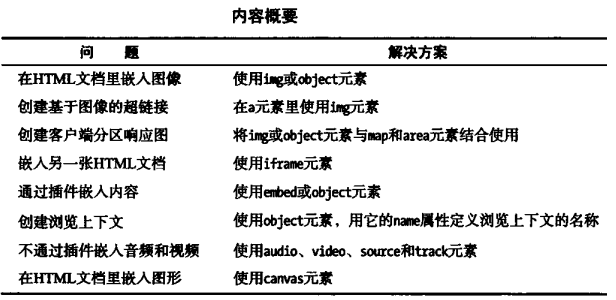 内容概要
问 题 解决方案
在HTML文档里嵌入图像 使用img或object元素
创建基于图像的超链接 在a元素里使用img元素
创建客户端分区响应图 将img或object元素与map和area元素结合使用
嵌入另一张HTML文档 使用iframe元素
通过插件嵌入内容 使用embed或object元素
创建浏览上下文 使用object元素，用它的name属性定义浏览上下文的名称
不通过插件嵌入音频和视频 使用audio、video、source和track元素
在HTML文档里嵌入图形 使用canvas元素